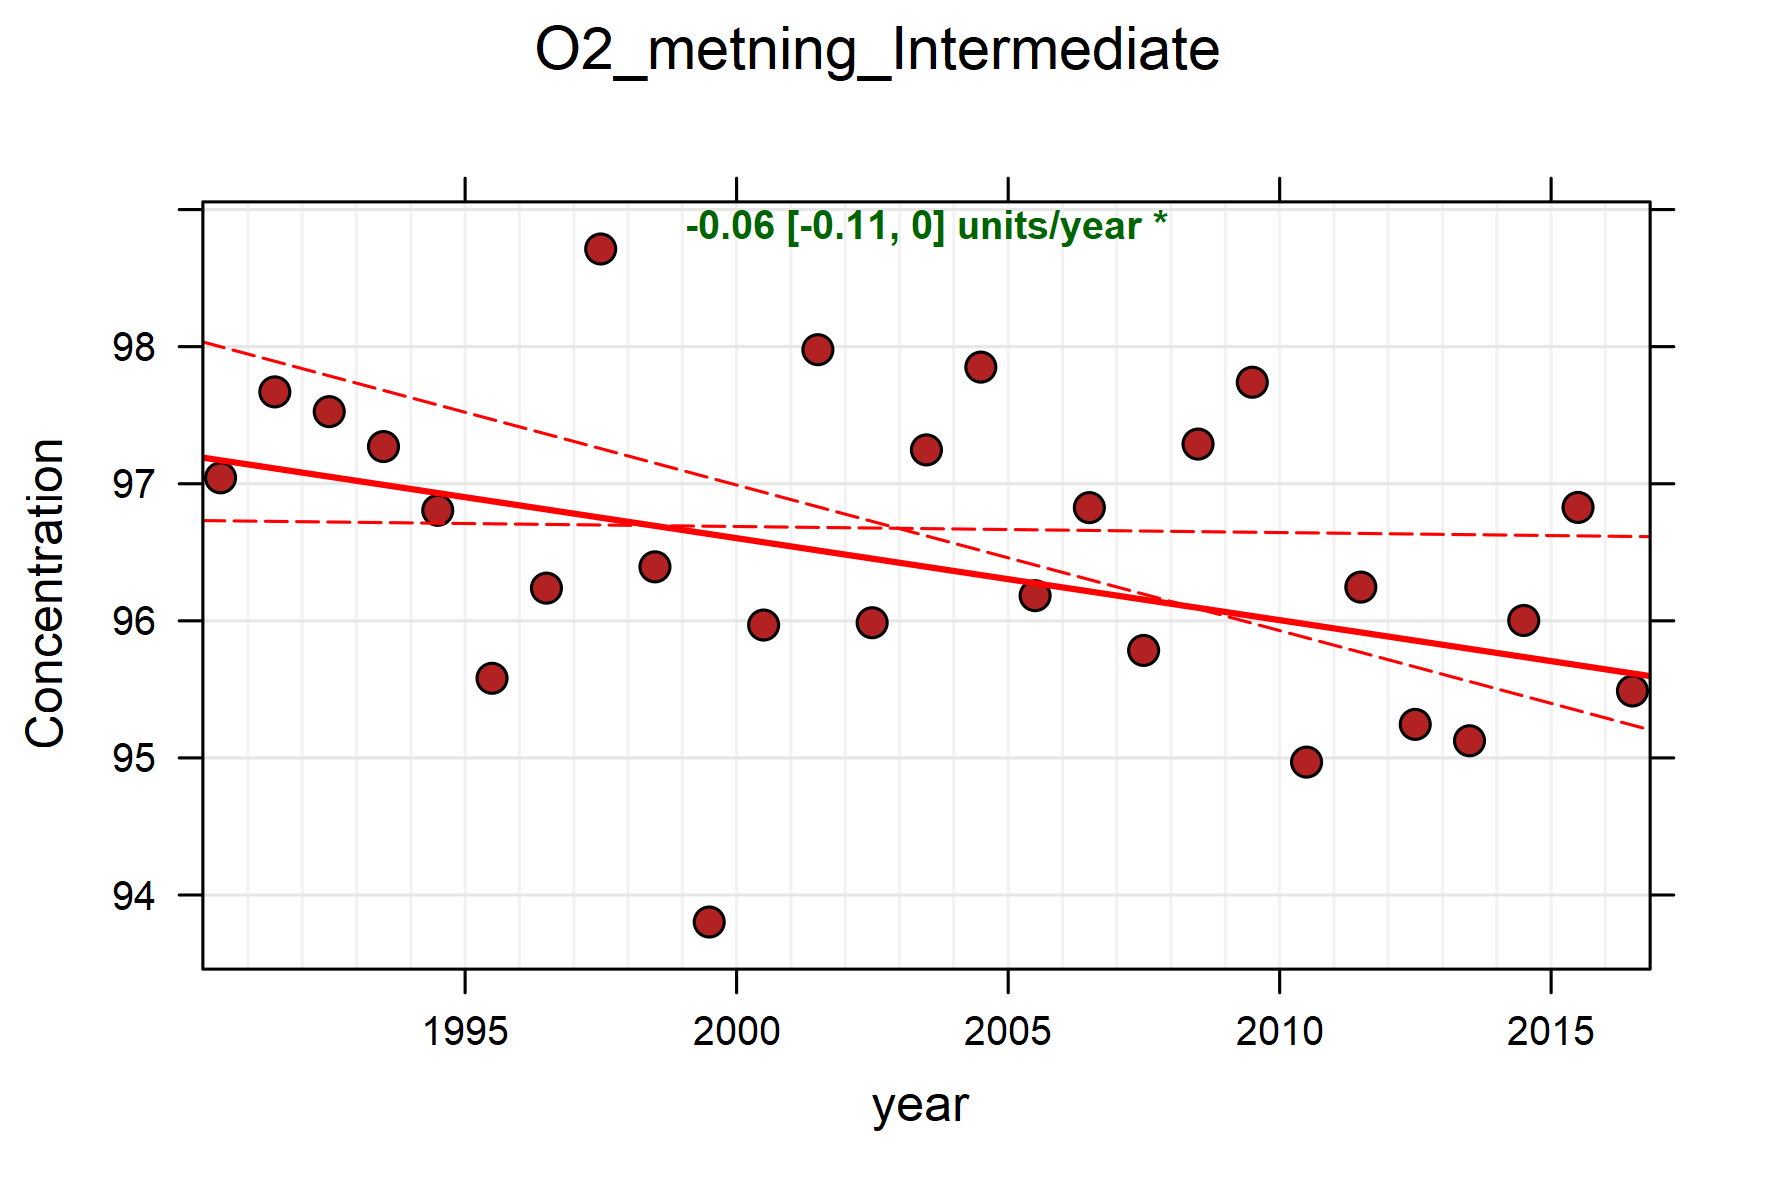 O2_metning_Intermediate
-0.06 [-0.11, 0] units/year *
Concentration
98
97
96
95
94
1995 2000 2005 2010 2015
year